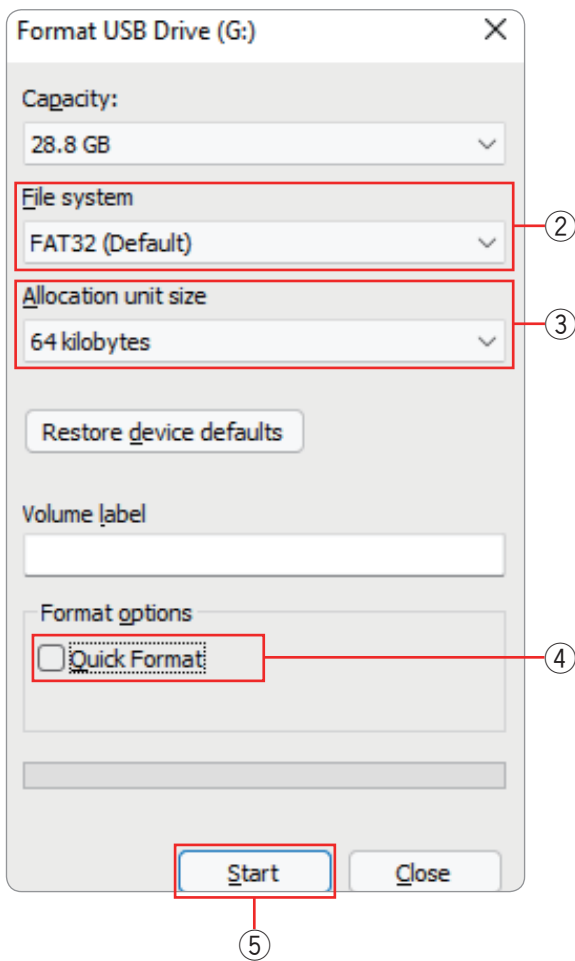 Format USB Drive (G:)
Capacity:
28.8 GB
File system
FAT32 (Default)
②
Allocation unit size
64 kilobytes
③
Restore device defaults
Volume label
Format options
Quick Format
④
Start
Close
⑤